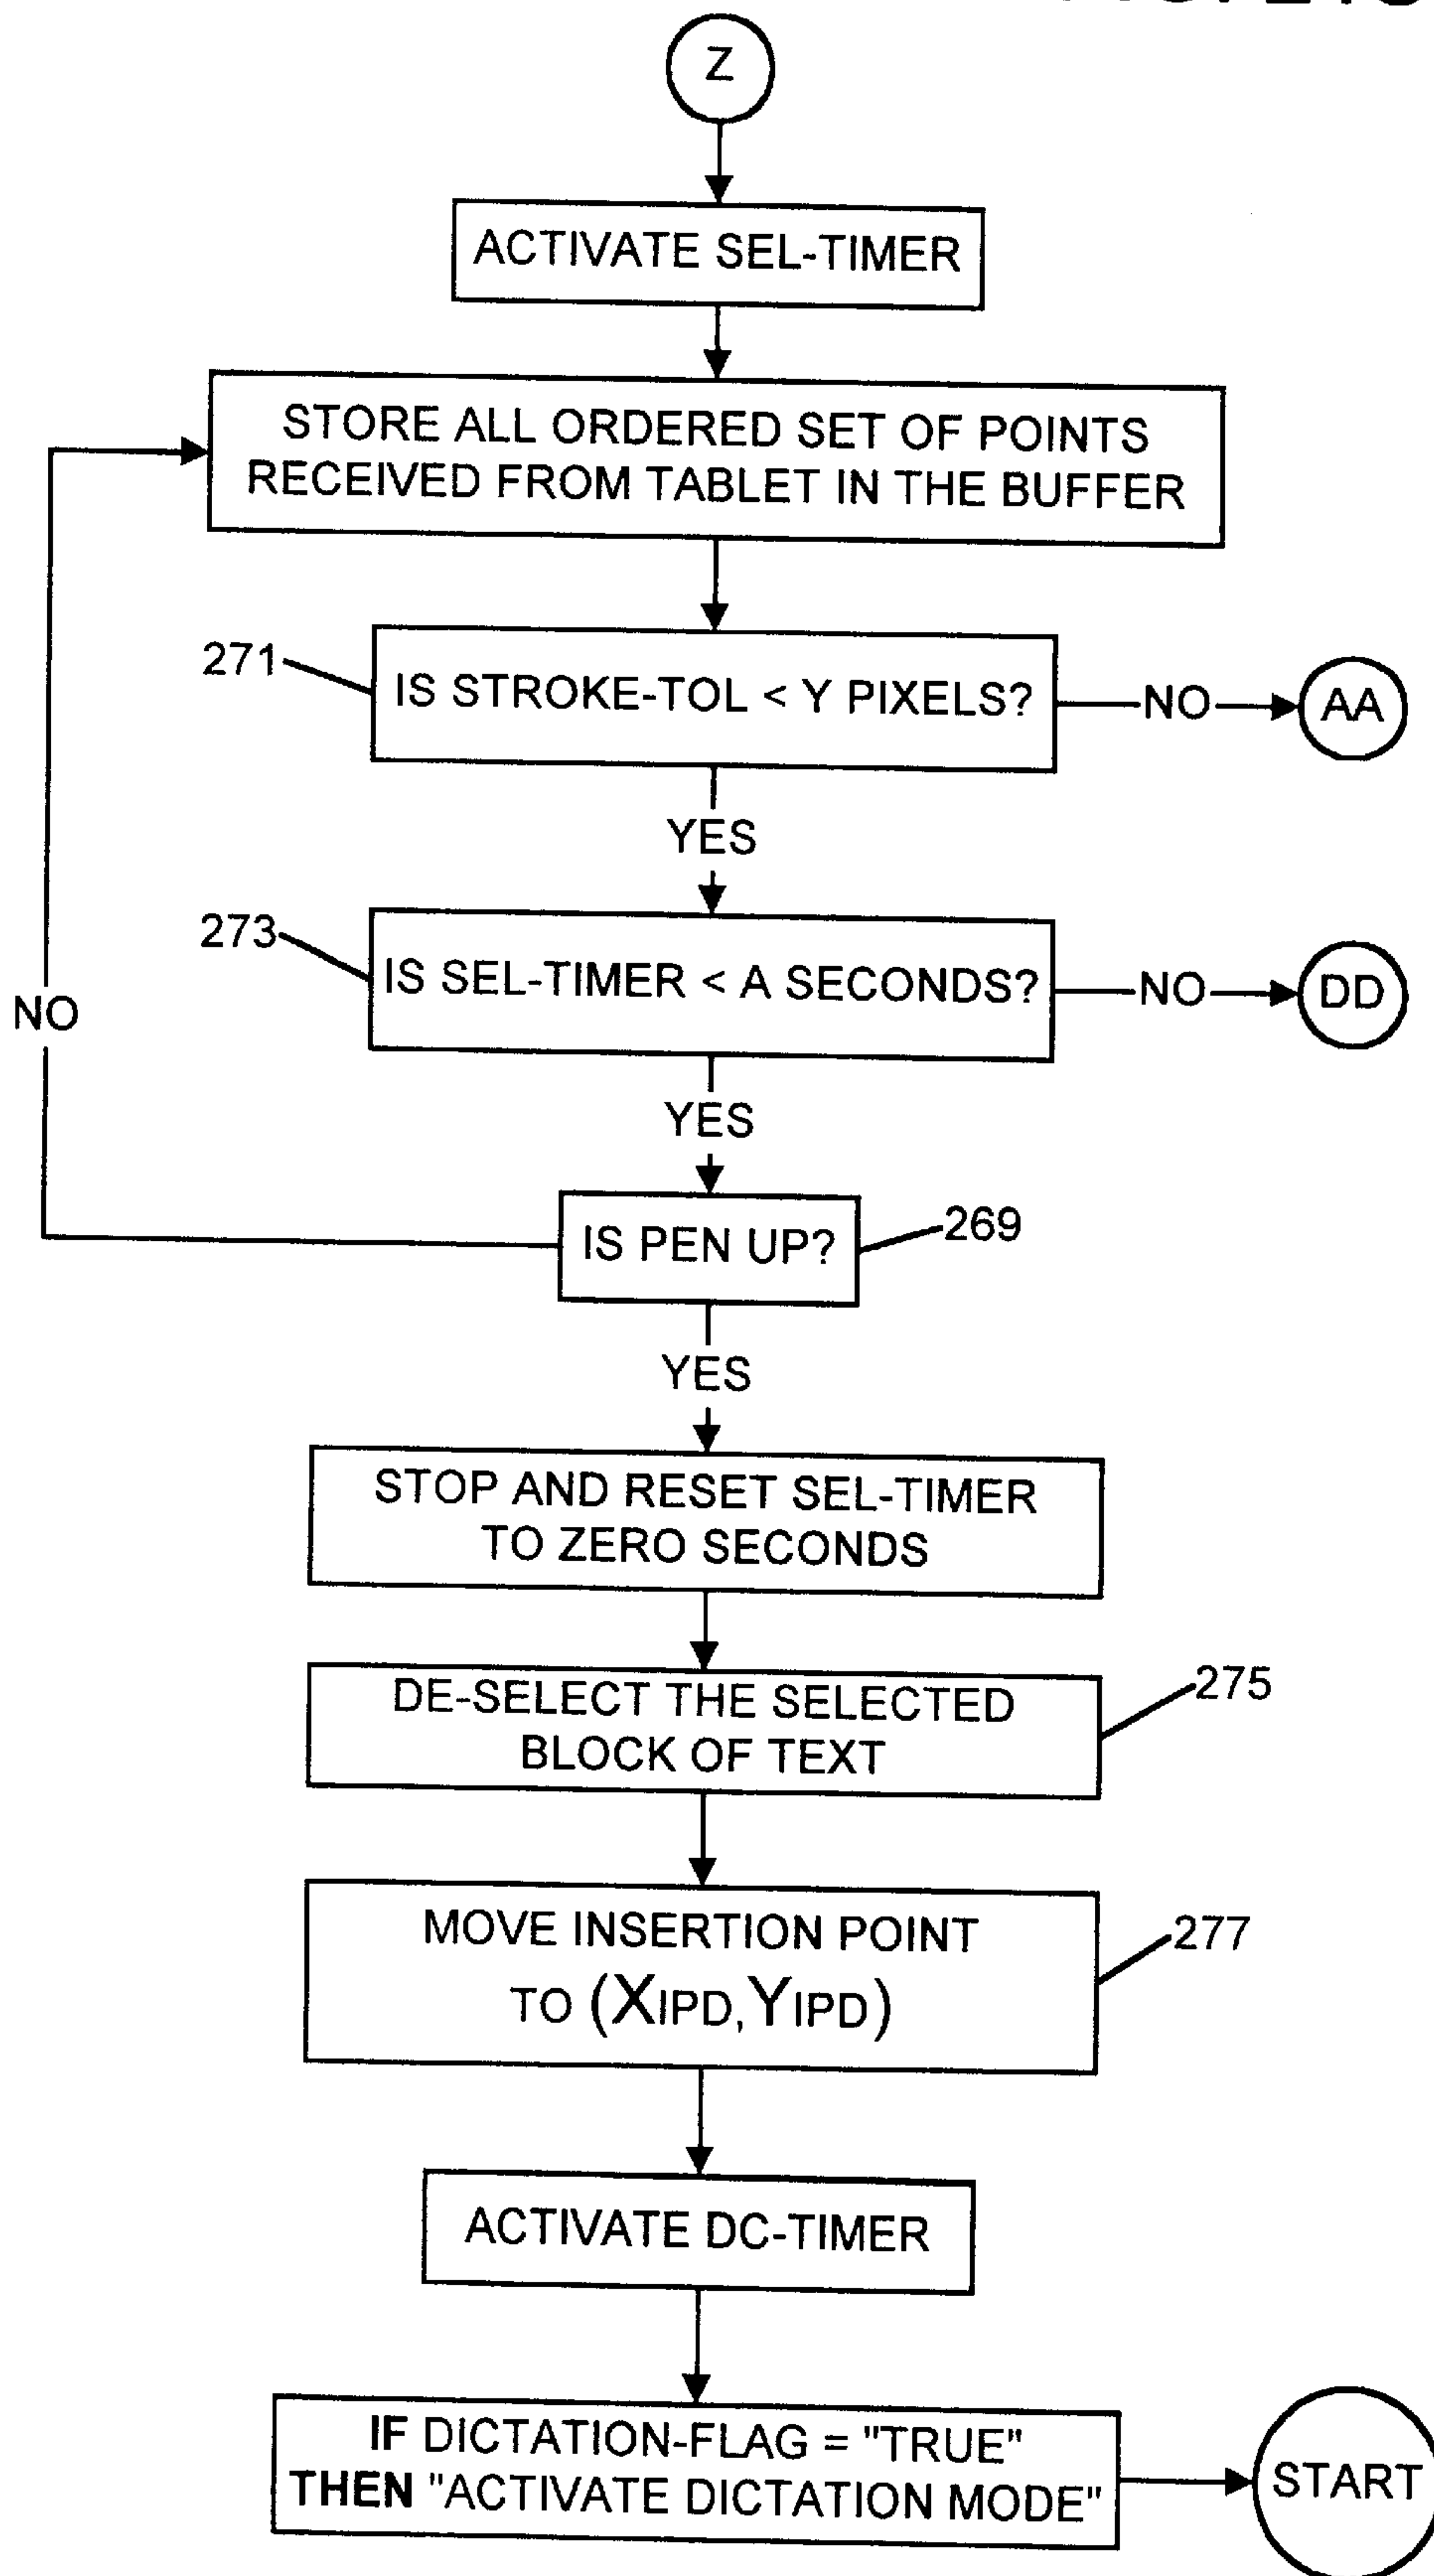 Z
ACTIVATE SEL-TIMER
STORE ALL ORDERED SET OF POINTS
RECEIVED FROM TABLET IN THE BUFFER
271
IS STROKE-TOL < Y PIXELS?
NO
AA
YES
273
IS SEL-TIMER < A SECONDS?
NO
DD
NO
YES
IS PEN UP?
269
YES
STOP AND RESET SEL-TIMER
TO ZERO SECONDS
DE-SELECT THE SELECTED
BLOCK OF TEXT
275
MOVE INSERTION POINT
TO (XIPD, YIPD)
277
ACTIVATE DC-TIMER
IF DICTATION-FLAG = "TRUE"
THEN "ACTIVATE DICTATION MODE"
START